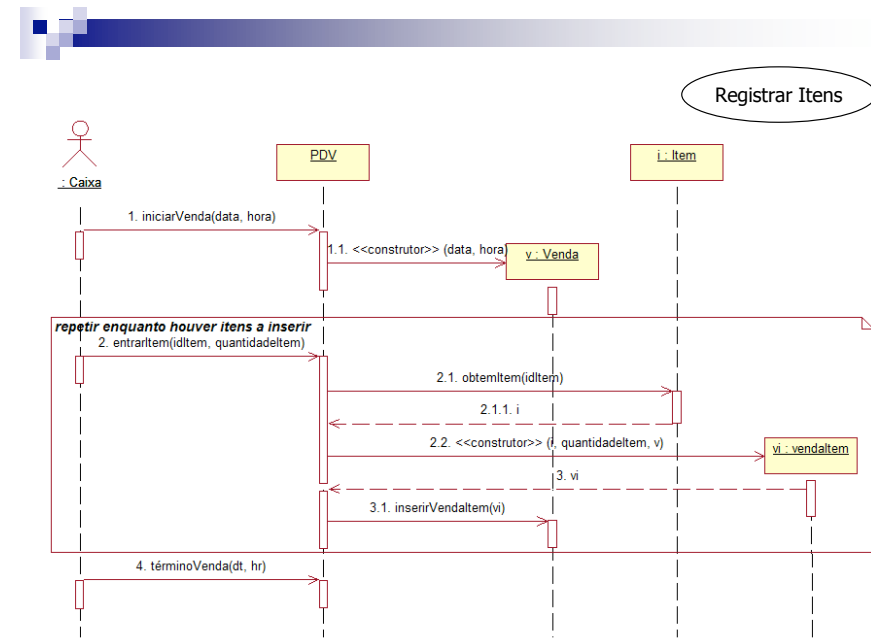 Registrar Itens
: Caixa
PDV
i : Item
1. iniciarVenda(data, hora)
1.1. <<construtor>> (data, hora)
v : Venda
repetir enquanto houver itens a inserir
2. entrarItem(idItem, quantidadeItem)
2.1. obtemItem(idItem)
2.1.1. i
2.2. <<construtor>> (i, quantidadeItem, v)
vi : vendaItem
3. vi
3.1. inserirVendaItem(vi)
4. términoVenda(dt, hr)